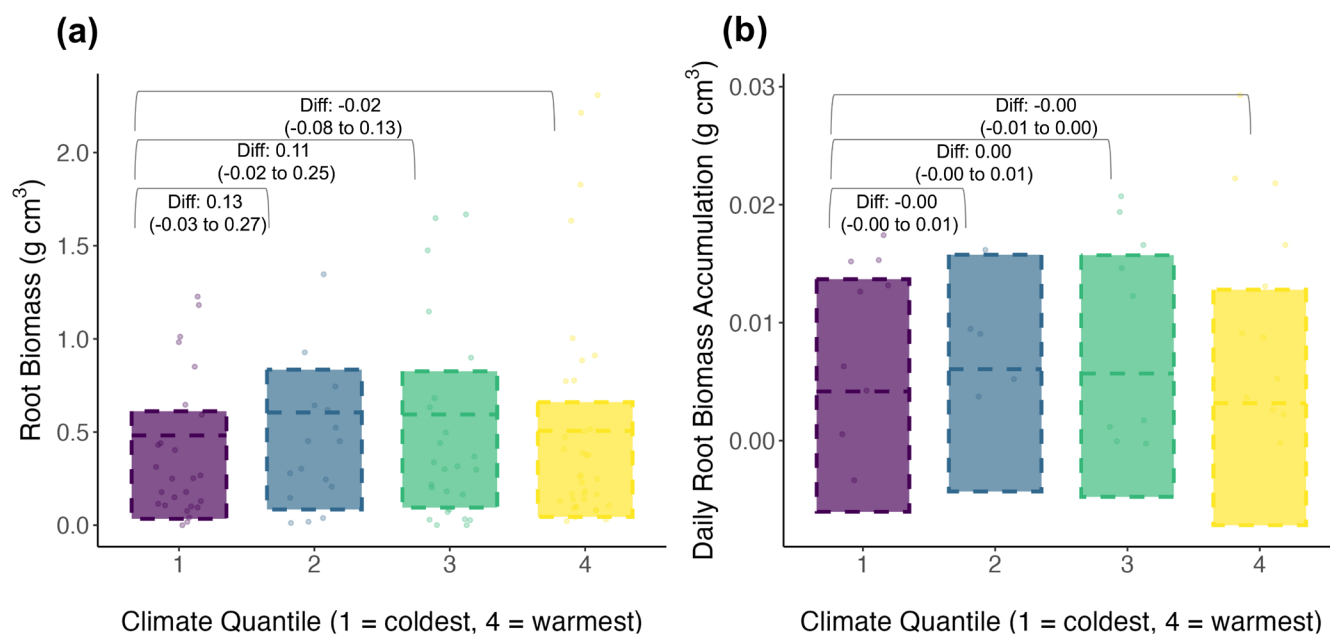 (a)
Root Biomass (g cm³)
2.0
1.5
1.0
0.5
0.0
Diff: -0.02
(-0.08 to 0.13)
Diff: 0.11
(-0.02 to 0.25)
Diff: 0.13
(-0.03 to 0.27)
1 2 3 4
Climate Quantile (1 = coldest, 4 = warmest)
(b)
Daily Root Biomass Accumulation (g cm³)
0.03
0.02
0.01
0.00
Diff: -0.00
(-0.01 to 0.00)
Diff: 0.00
(-0.00 to 0.01)
Diff: -0.00
(-0.00 to 0.01)
1 2 3 4
Climate Quantile (1 = coldest, 4 = warmest)